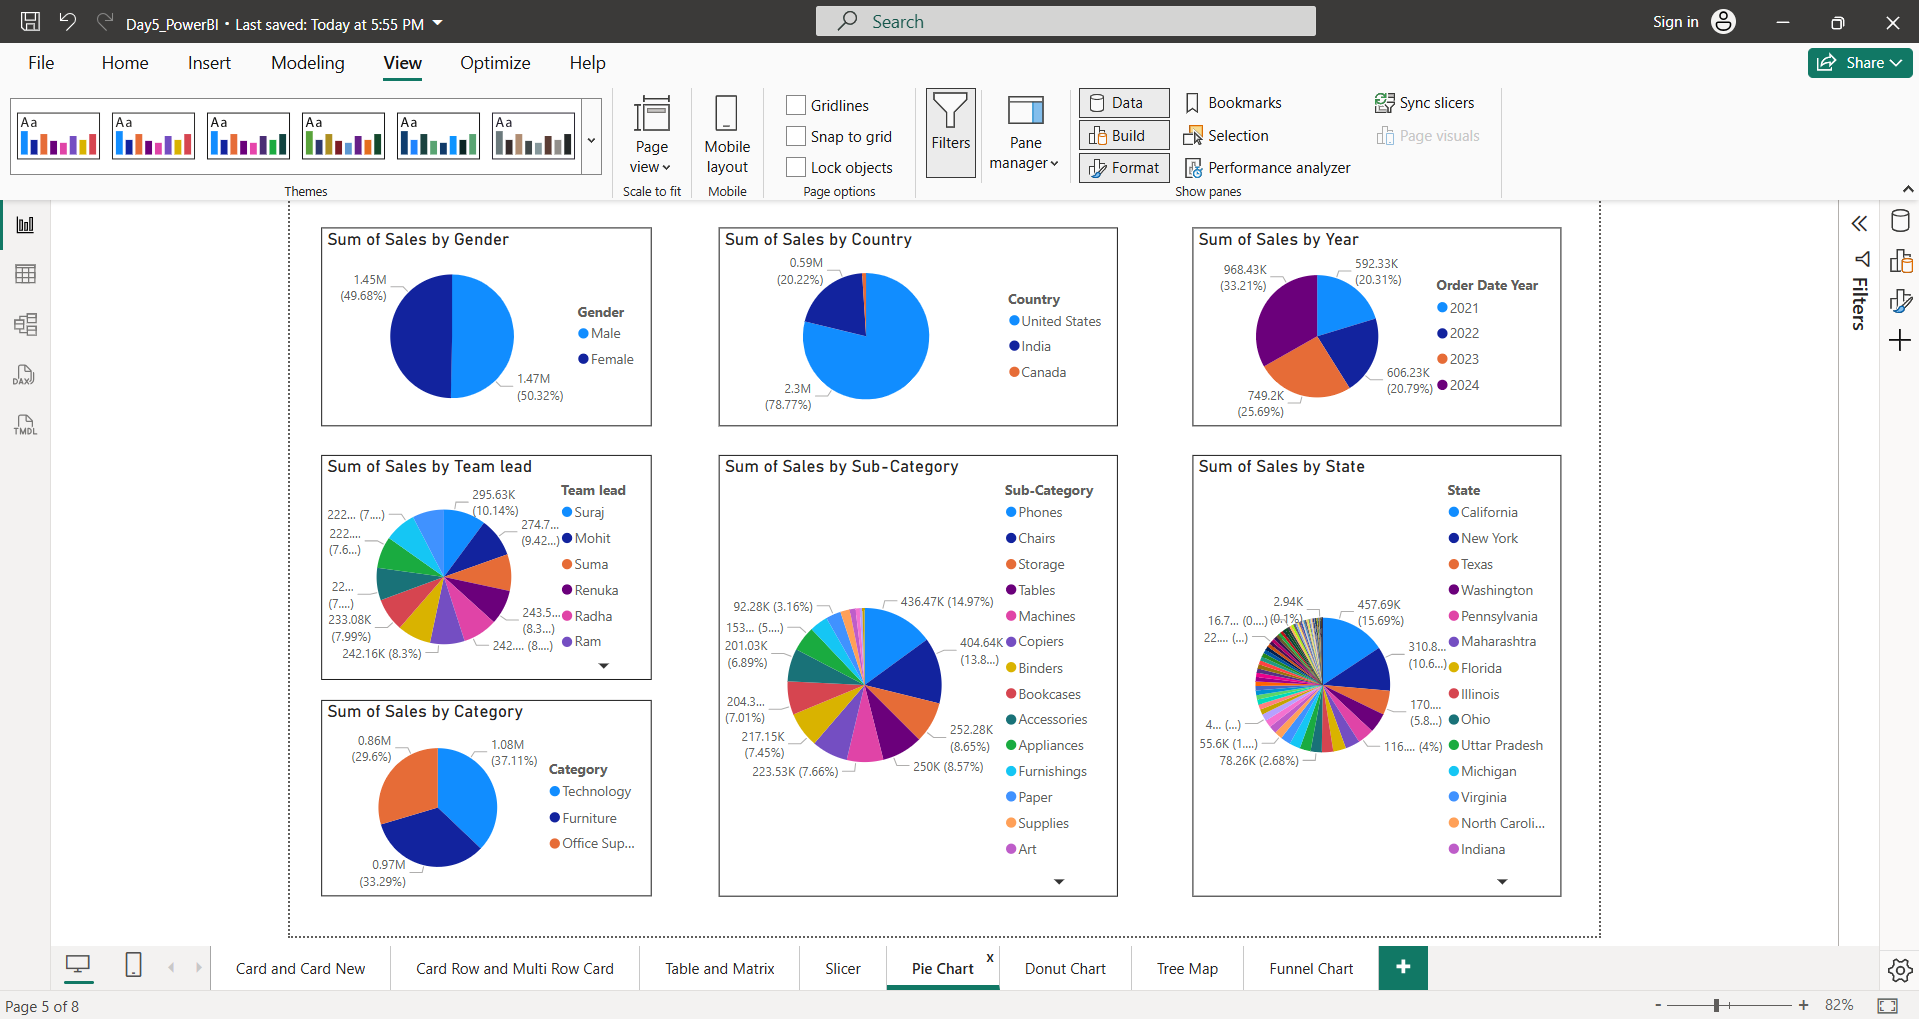 Day5_PowerBI • Last saved: Today at 5:55 PM
Search
Sign in
File Home Insert Modeling View Optimize Help
Share
Aa Aa Aa Aa Aa Aa
Themes
Page view
Scale to fit
Mobile layout
Mobile
Gridlines
Snap to grid
Lock objects
Page options
Filters
Pane manager
Data
Build
Format
Bookmarks
Selection
Performance analyzer
Sync slicers
Page visuals
Show panes
DAX
TMDL
Sum of Sales by Gender
1.45M
(49.68%)
1.47M
(50.32%)
Gender
Male
Female
Sum of Sales by Country
0.59M
(20.22%)
2.3M
(78.77%)
Country
United States
India
Canada
Sum of Sales by Year
968.43K
(33.21%)
592.33K
(20.31%)
606.23K
(20.79%)
749.2K
(25.69%)
Order Date Year
2021
2022
2023
2024
Sum of Sales by Team lead
295.63K
(10.14%)
274.7...
(9.42...)
243.5...
(8.3...)
242.... (8....)
242.16K (8.3%)
233.08K
(7.99%)
22...
(7....)
222....
(7.6...)
222... (7....)
Team lead
Suraj
Mohit
Suma
Renuka
Radha
Ram
Sum of Sales by Category
0.86M
(29.6%)
1.08M
(37.11%)
0.97M
(33.29%)
Category
Technology
Furniture
Office Sup...
Sum of Sales by Sub-Category
92.28K (3.16%)
153... (5....)
201.03K
(6.89%)
204.3...
(7.01%)
217.15K
(7.45%)
223.53K (7.66%)
250K (8.57%)
252.28K
(8.65%)
404.64K
(13.8...)
436.47K (14.97%)
Sub-Category
Phones
Chairs
Storage
Tables
Machines
Copiers
Binders
Bookcases
Accessories
Appliances
Furnishings
Paper
Supplies
Art
Sum of Sales by State
2.94K
(0.1%)
16.7... (0....)
22.... (...)
4... (...)
55.6K (1....)
78.26K (2.68%)
116.... (4%)
170....
(5.8...)
310.8...
(10.6...)
457.69K
(15.69%)
State
California
New York
Texas
Washington
Pennsylvania
Maharashtra
Florida
Illinois
Ohio
Uttar Pradesh
Michigan
Virginia
North Caroli...
Indiana
Filters
Card and Card New
Card Row and Multi Row Card
Table and Matrix
Slicer
Pie Chart
x
Donut Chart
Tree Map
Funnel Chart
+
Page 5 of 8
- + 82%